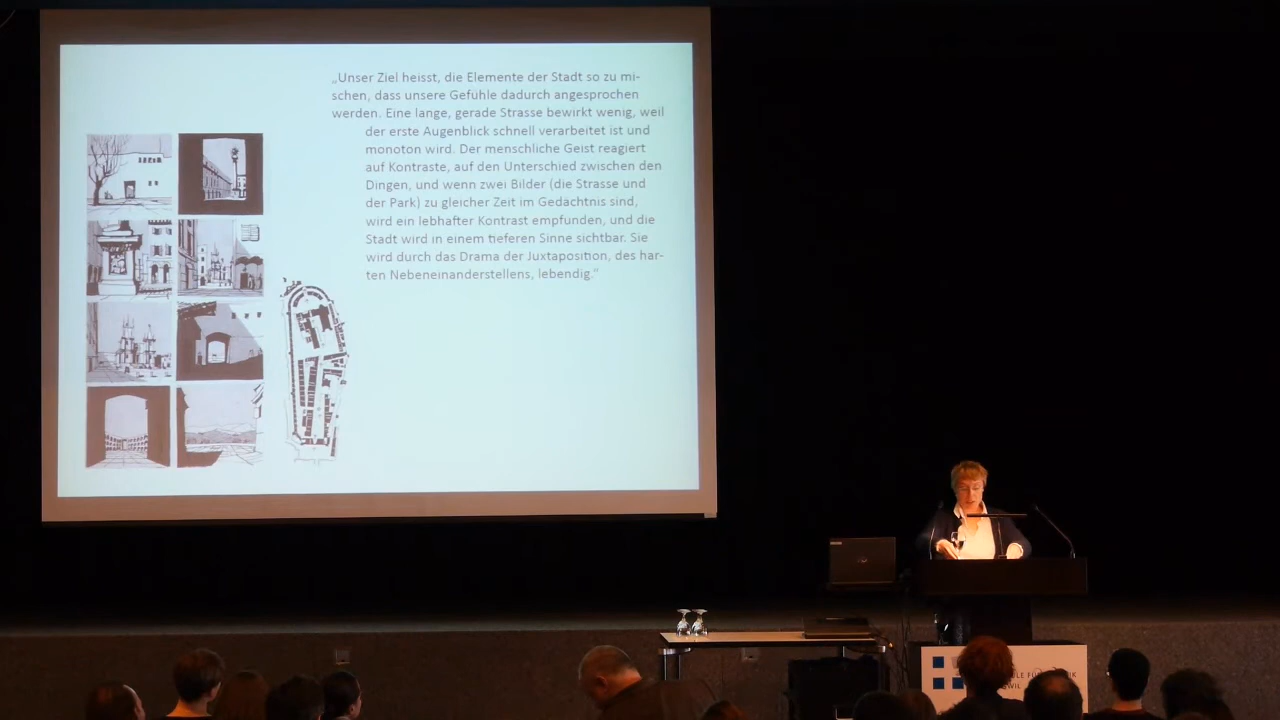 „Unser Ziel heisst, die Elemente der Stadt so zu mi-
schen, dass unsere Gefühle dadurch angesprochen
werden. Eine lange, gerade Strasse bewirkt wenig, weil
der erste Augenblick schnell verarbeitet ist und
monoton wird. Der menschliche Geist reagiert
auf Kontraste, auf den Unterschied zwischen den
Dingen, und wenn zwei Bilder (die Strasse und
der Park) zu gleicher Zeit im Gedächtnis sind,
wird ein lebhafter Kontrast empfunden, und die
Stadt wird in einem tieferen Sinne sichtbar. Sie
wird durch das Drama der Juxtaposition, des har-
ten Nebeneinanderstellens, lebendig.“